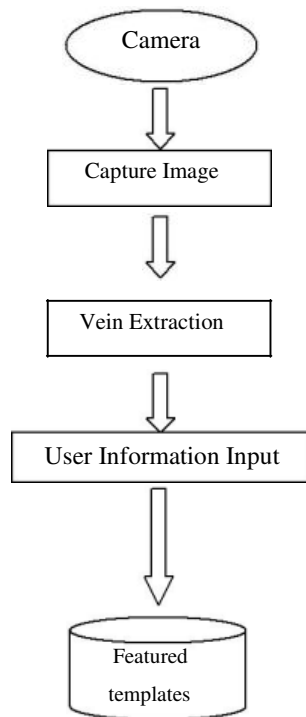 Camera
Capture Image
Vein Extraction
User Information Input
Featured
templates